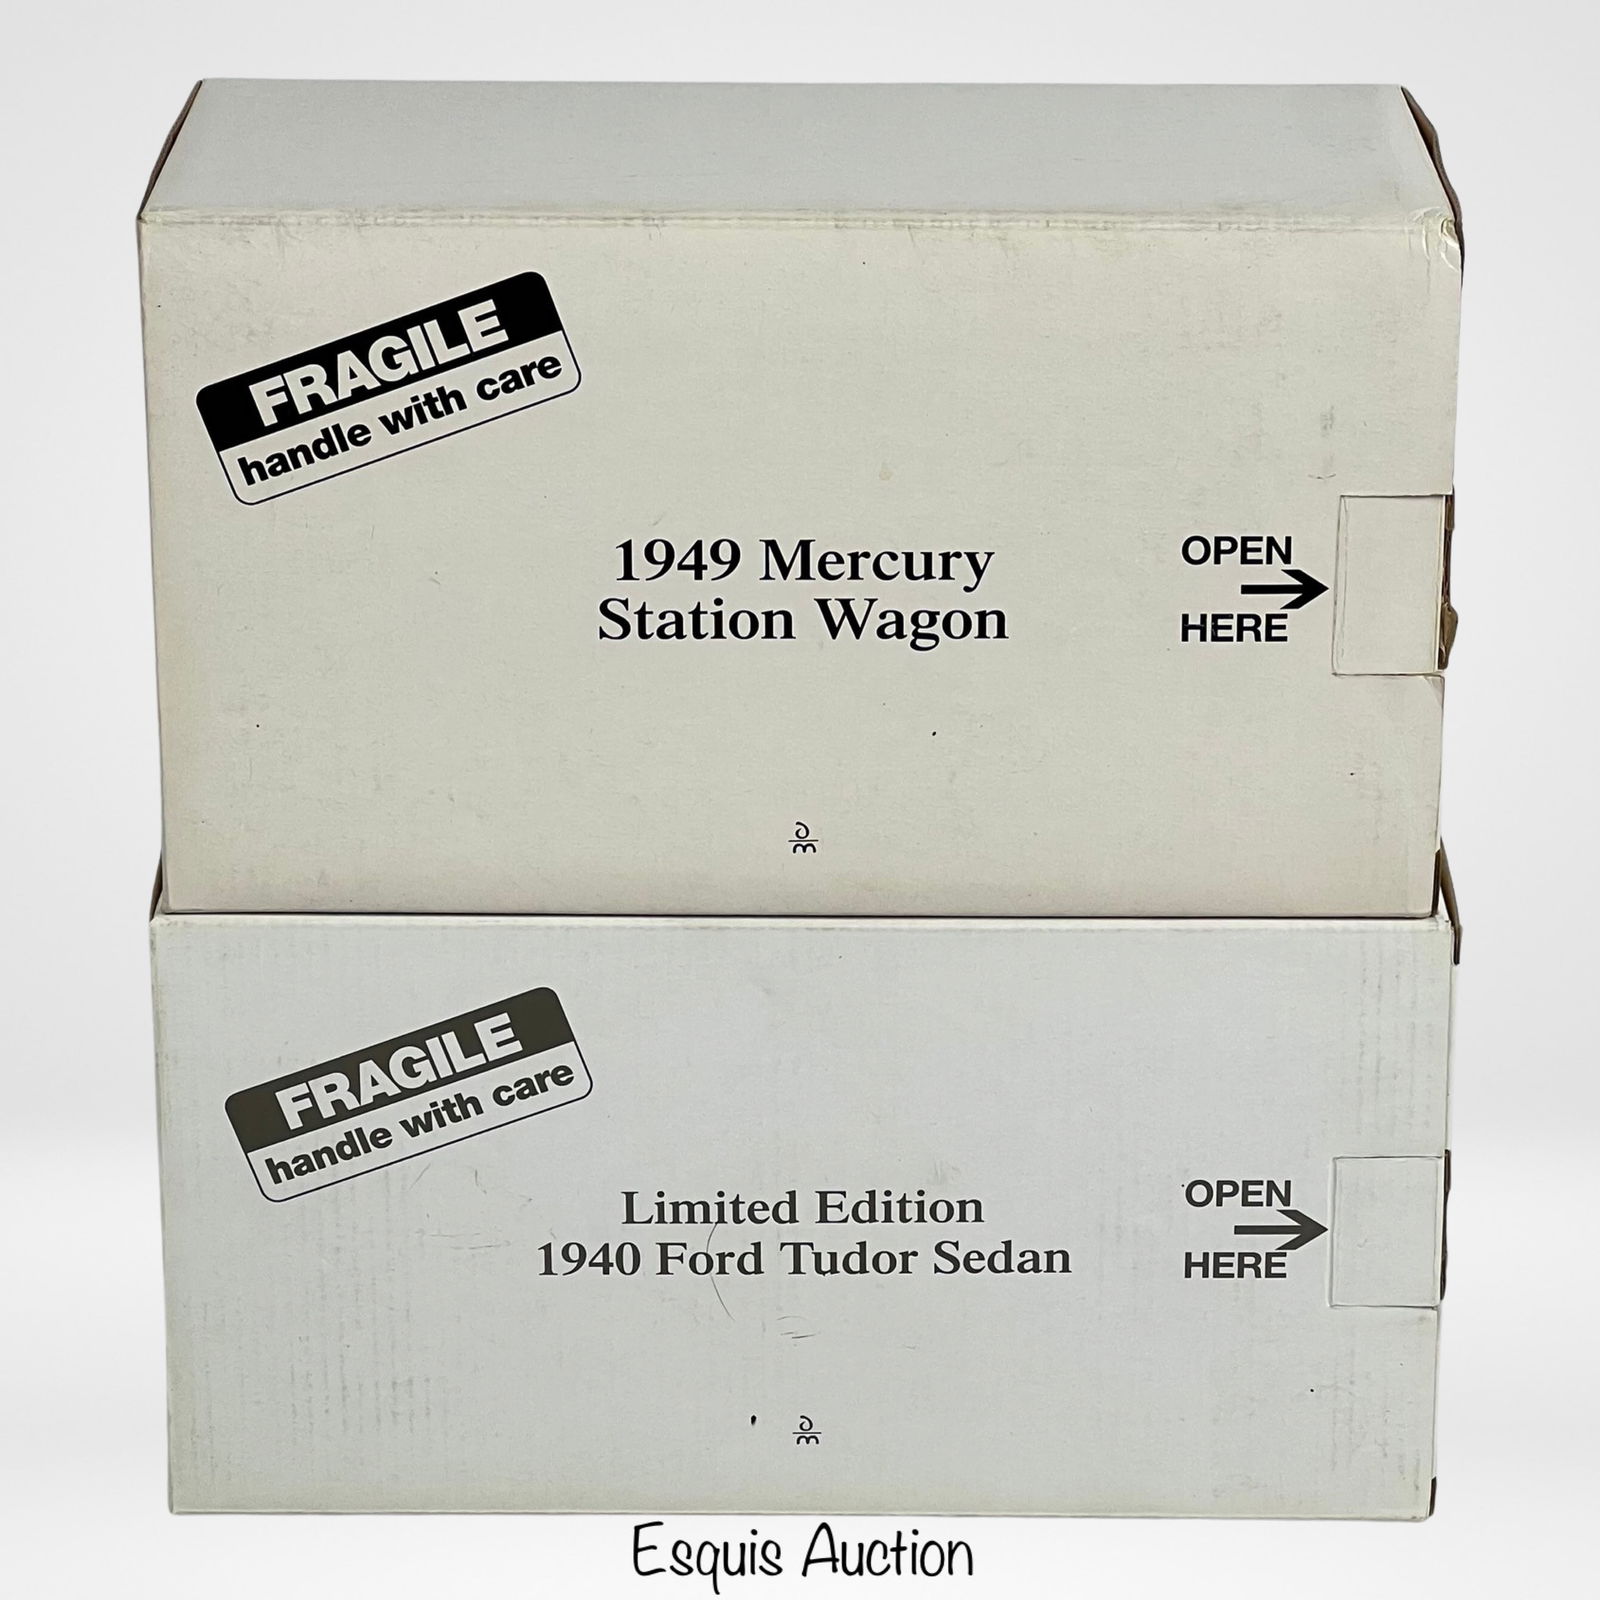 FRAGILE
handle with care
1949 Mercury
Station Wagon
OPEN
HERE
FRAGILE
handle with care
Limited Edition
1940 Ford Tudor Sedan
OPEN
HERE
Esquis Auction